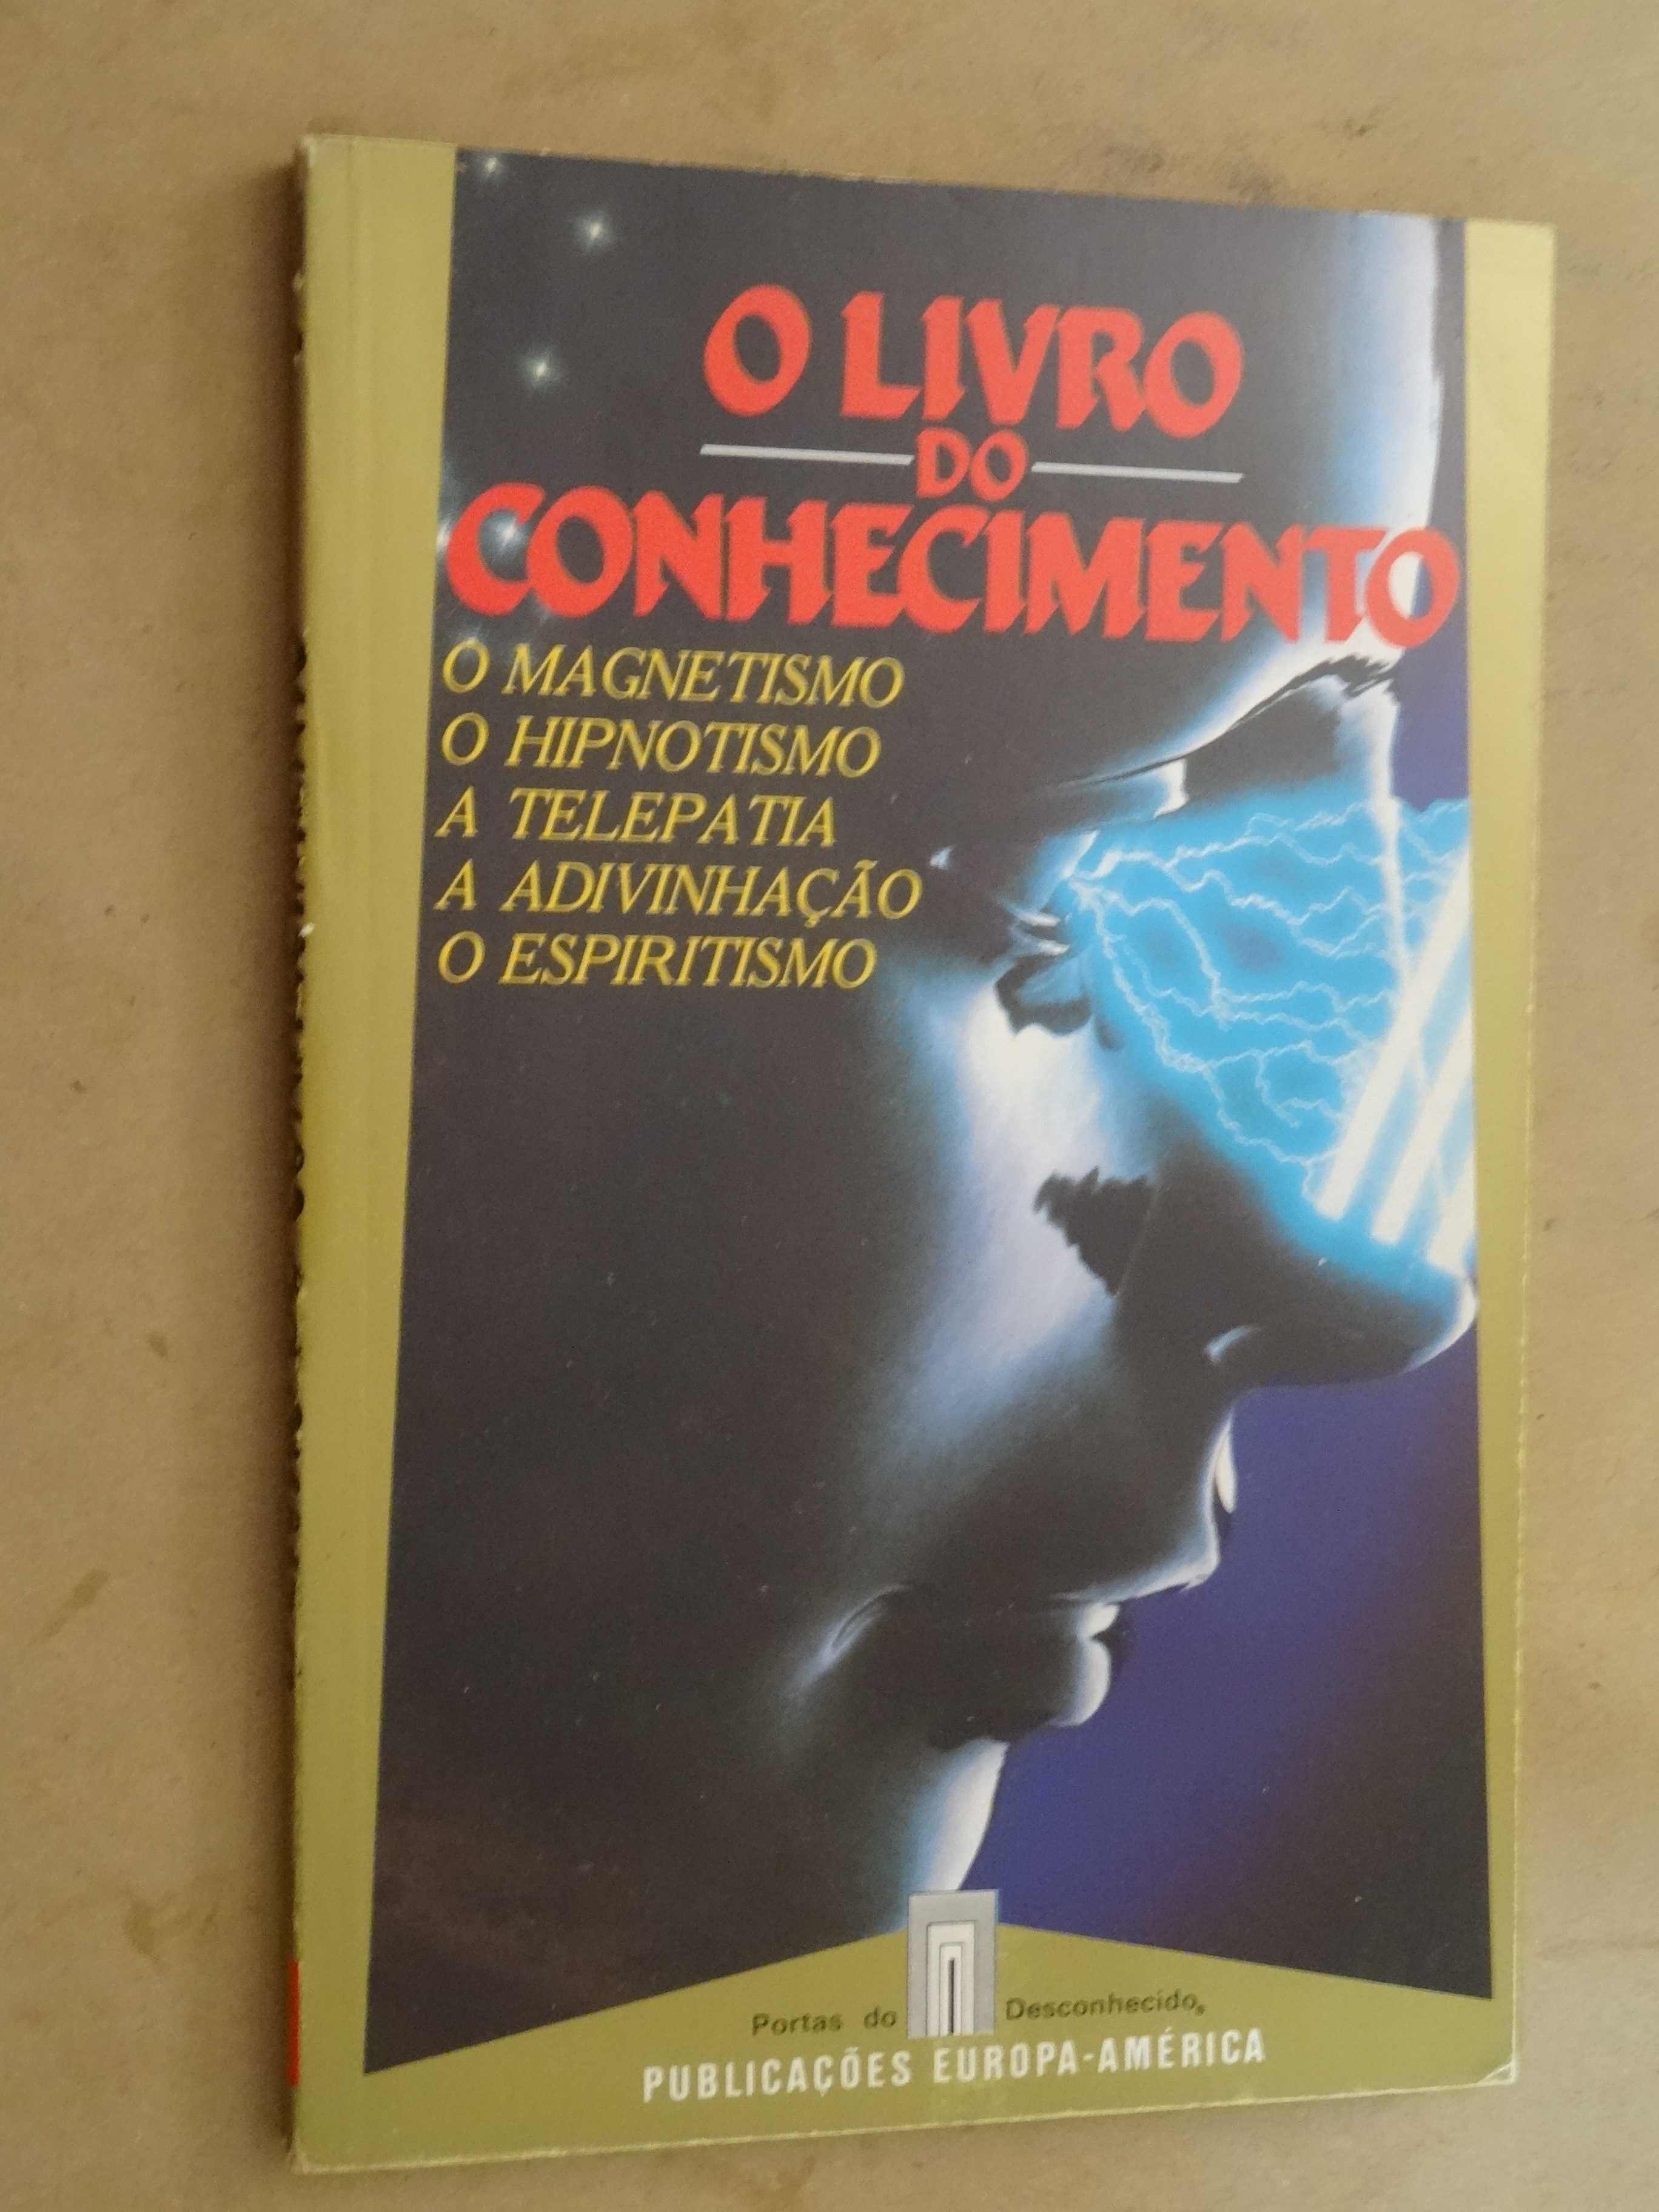 O LIVRO
DO
CONHECIMENTO
O MAGNETISMO
O HIPNOTISMO
A TELEPATIA
A ADIVINHAÇÃO
O ESPIRITISMO
Portas do Desconhecido
PUBLICAÇÕES EUROPA-AMÉRICA